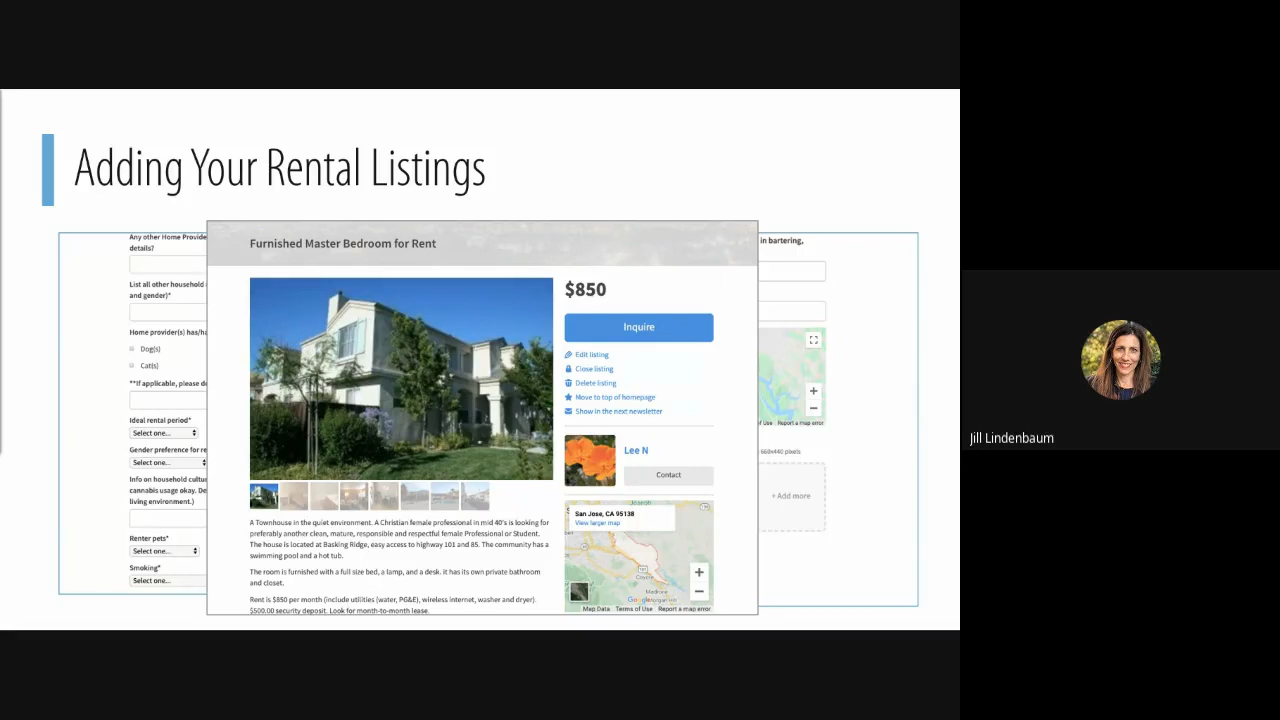 Adding Your Rental Listings
Any other Home Provide
details?
List all other household
and gender)*
Home provider(s) has/ha
Dog(s)
Cat(s)
**If applicable, please de
Ideal rental period*
Select one...
Gender preference for re
Select one...
Info on household cultu
cannabis usage okay. De
living environment.)
Renter pets*
Select one...
Smoking*
Select one...
Furnished Master Bedroom for Rent
A Townhouse in the quiet environment. A Christian female professional in mid 40's is looking for
preferably another clean, mature, responsible and respectful female Professional or Student.
The house is located at Basking Ridge, easy access to highway 101 and 85. The community has a
swimming pool and a hot tub.
The room is furnished with a full size bed, a lamp, and a desk. it has its own private bathroom
and closet.
Rent is $850 per month (include utilities (water, PG&E), wireless internet, washer and dryer)
$500.00 security deposit. Look for month-to-month lease.
$850
Inquire
Edit listing
Close listing
Delete listing
Move to top of homepage
Show in the next newsletter
Lee N
Contact
San Jose, CA 95138
View larger map
Coyote
Google
Map Data Terms of Use Report a map error
in bartering,
of Use Report a map error
660x440 pixels
+ Add more
Jill Lindenbaum